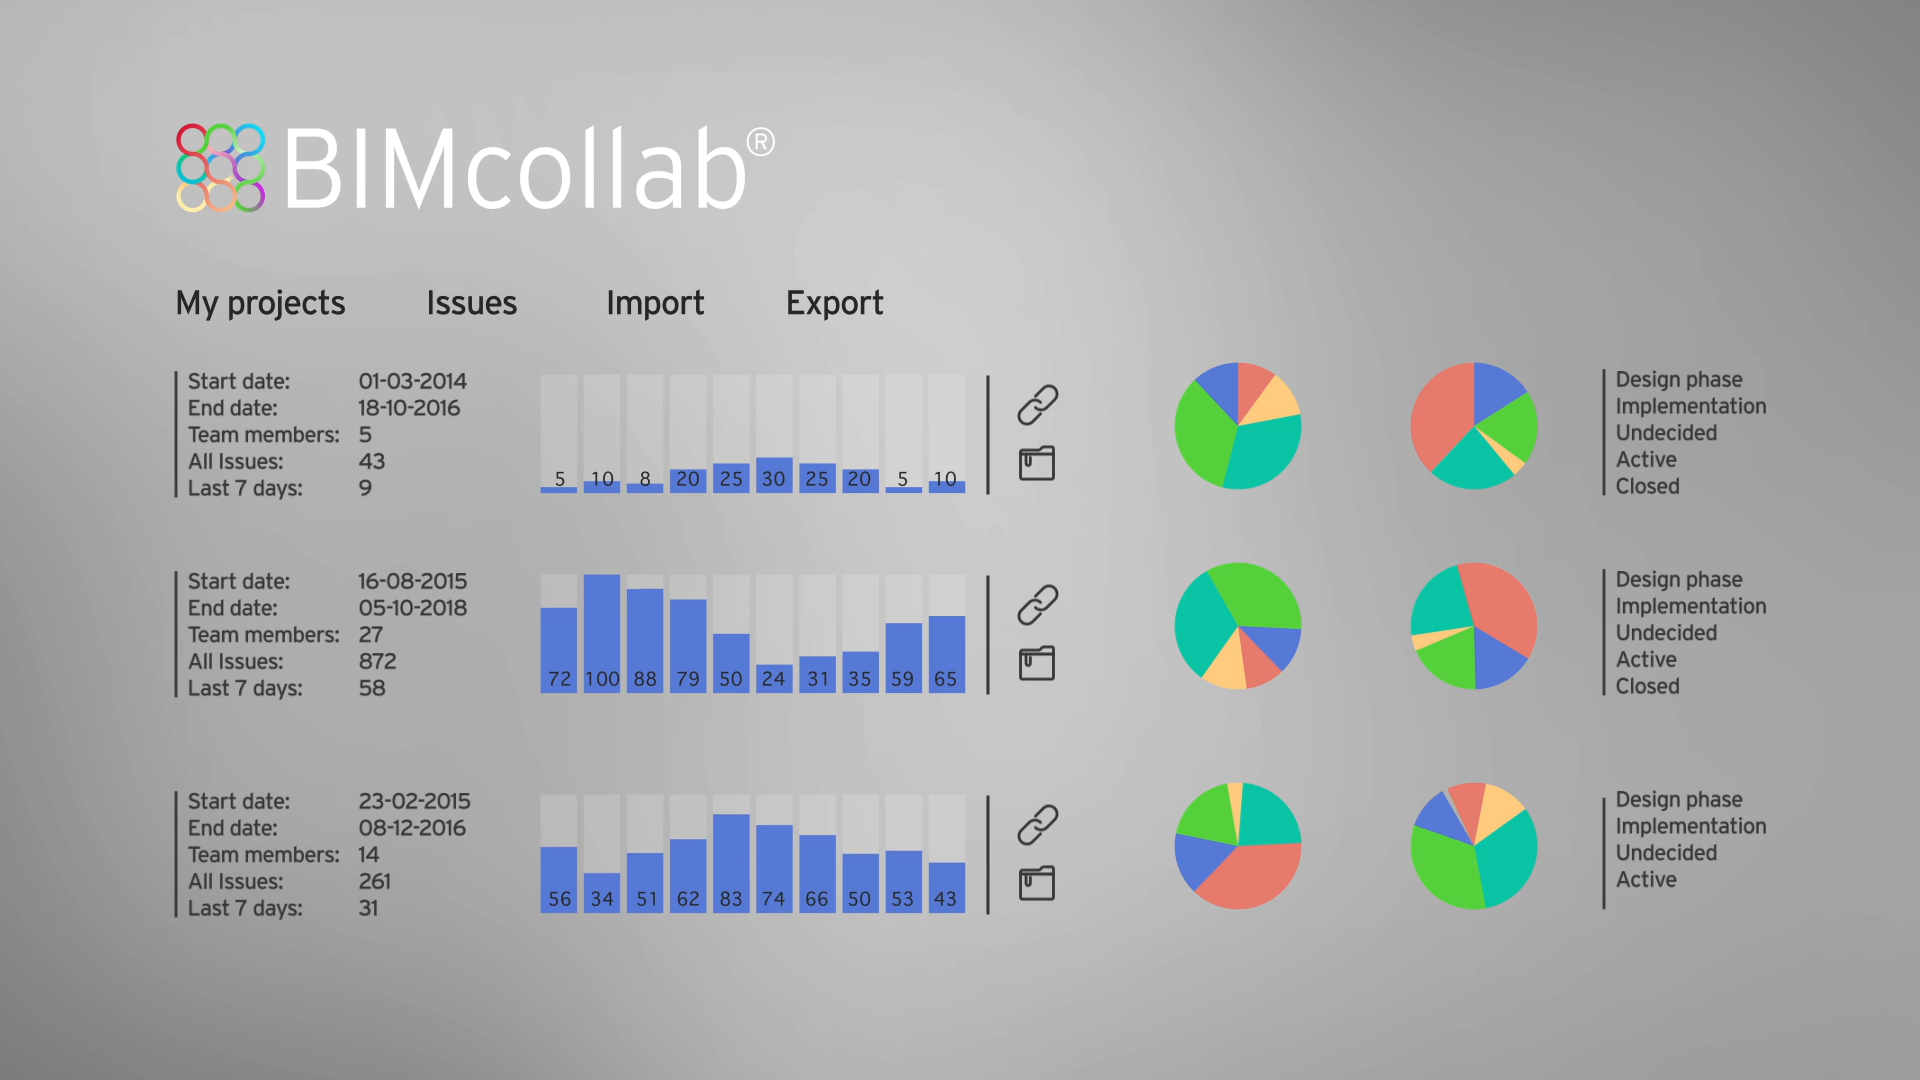 BIMcollab®
My projects Issues Import Export
Start date: 01-03-2014
End date: 18-10-2016
Team members: 5
All Issues: 43
Last 7 days: 9
5 10 8 20 25 30 25 20 5 10
Design phase
Implementation
Undecided
Active
Closed
Start date: 16-08-2015
End date: 05-10-2018
Team members: 27
All Issues: 872
Last 7 days: 58
72 100 88 79 50 24 31 35 59 65
Design phase
Implementation
Undecided
Active
Closed
Start date: 23-02-2015
End date: 08-12-2016
Team members: 14
All Issues: 261
Last 7 days: 31
56 34 51 62 83 74 66 50 53 43
Design phase
Implementation
Undecided
Active